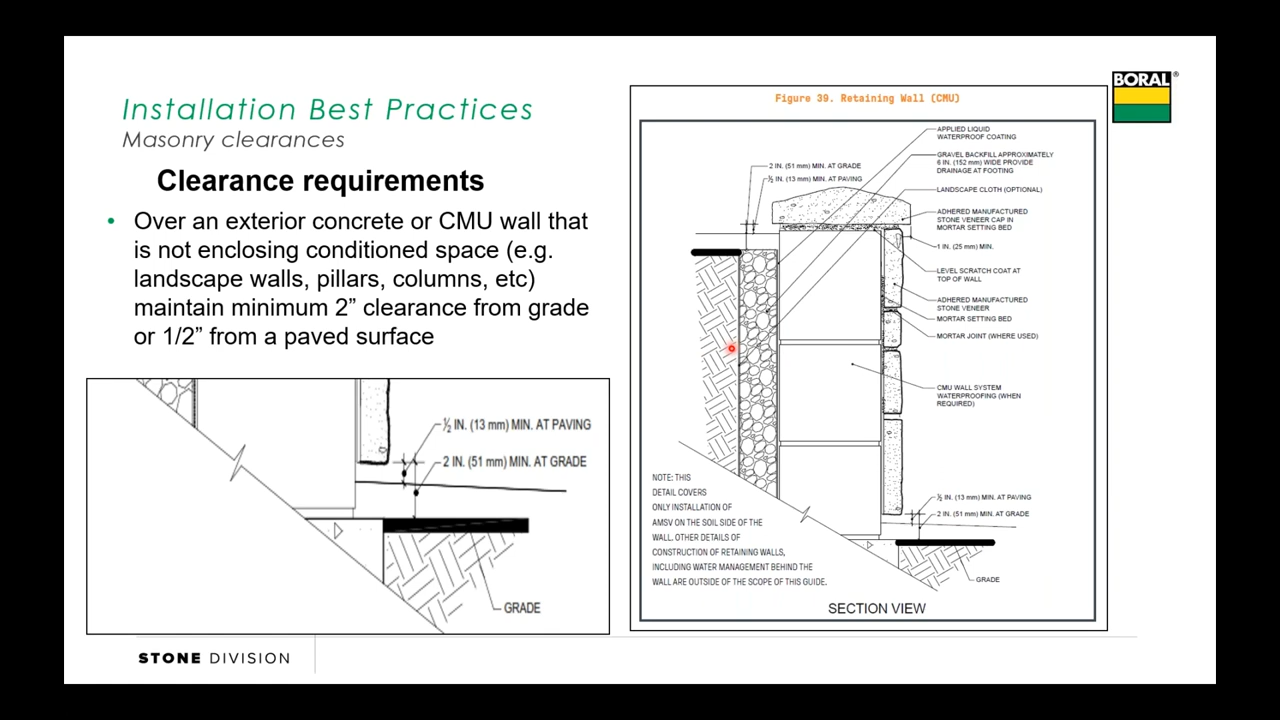 Installation Best Practices
Masonry clearances
Clearance requirements
• Over an exterior concrete or CMU wall that
is not enclosing conditioned space (e.g.
landscape walls, pillars, columns, etc)
maintain minimum 2” clearance from grade
or 1/2” from a paved surface
½ IN. (13 mm) MIN. AT PAVING
2 IN. (51 mm) MIN. AT GRADE
GRADE
BORAL®
Figure 39. Retaining Wall (CMU)
2 IN. (51 mm) MIN. AT GRADE
½ IN. (13 mm) MIN. AT PAVING
APPLIED LIQUID
WATERPROOF COATING
GRAVEL BACKFILL APPROXIMATELY
6 IN. (152 mm) WIDE PROVIDE
DRAINAGE AT FOOTING
LANDSCAPE CLOTH (OPTIONAL)
ADHERED MANUFACTURED
STONE VENEER CAP IN
MORTAR SETTING BED
1 IN. (25 mm) MIN.
LEVEL SCRATCH COAT AT
TOP OF WALL
ADHERED MANUFACTURED
STONE VENEER
MORTAR SETTING BED
MORTAR JOINT (WHERE USED)
CMU WALL SYSTEM
WATERPROOFING (WHEN
REQUIRED)
½ IN. (13 mm) MIN. AT PAVING
2 IN. (51 mm) MIN. AT GRADE
GRADE
NOTE: THIS
DETAIL COVERS
ONLY INSTALLATION OF
AMSV ON THE SOIL SIDE OF THE
WALL. OTHER DETAILS OF
CONSTRUCTION OF RETAINING WALLS,
INCLUDING WATER MANAGEMENT BEHIND THE
WALL ARE OUTSIDE OF THE SCOPE OF THIS GUIDE.
SECTION VIEW
STONE DIVISION